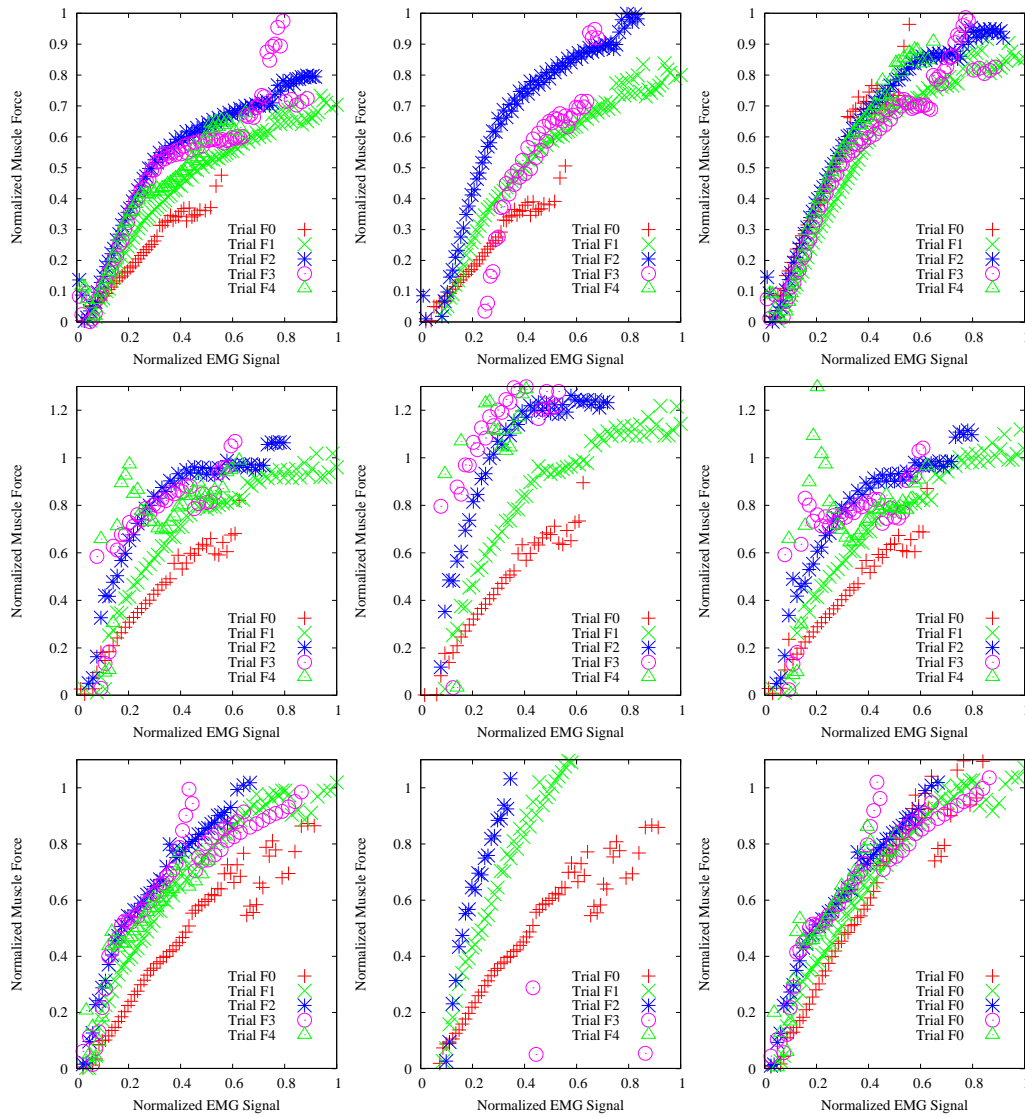 1
0.9
0.8
0.7
0.6
0.5
0.4
0.3
0.2
0.1
0
Normalized Muscle Force
Trial F0
Trial F1
Trial F2
Trial F3
Trial F4
0 0.2 0.4 0.6 0.8 1
Normalized EMG Signal
1
0.9
0.8
0.7
0.6
0.5
0.4
0.3
0.2
0.1
0
Normalized Muscle Force
Trial F0
Trial F1
Trial F2
Trial F3
Trial F4
0 0.2 0.4 0.6 0.8 1
Normalized EMG Signal
1
0.9
0.8
0.7
0.6
0.5
0.4
0.3
0.2
0.1
0
Normalized Muscle Force
Trial F0
Trial F1
Trial F2
Trial F3
Trial F4
0 0.2 0.4 0.6 0.8 1
Normalized EMG Signal
1.2
1
0.8
0.6
0.4
0.2
0
Normalized Muscle Force
Trial F0
Trial F1
Trial F2
Trial F3
Trial F4
0 0.2 0.4 0.6 0.8 1
Normalized EMG Signal
1.2
1
0.8
0.6
0.4
0.2
0
Normalized Muscle Force
Trial F0
Trial F1
Trial F2
Trial F3
Trial F4
0 0.2 0.4 0.6 0.8 1
Normalized EMG Signal
1.2
1
0.8
0.6
0.4
0.2
0
Normalized Muscle Force
Trial F0
Trial F1
Trial F2
Trial F3
Trial F4
0 0.2 0.4 0.6 0.8 1
Normalized EMG Signal
1
0.8
0.6
0.4
0.2
0
Normalized Muscle Force
Trial F0
Trial F1
Trial F2
Trial F3
Trial F4
0 0.2 0.4 0.6 0.8 1
Normalized EMG Signal
1
0.8
0.6
0.4
0.2
0
Normalized Muscle Force
Trial F0
Trial F1
Trial F2
Trial F3
Trial F4
0 0.2 0.4 0.6 0.8 1
Normalized EMG Signal
1
0.8
0.6
0.4
0.2
0
Normalized Muscle Force
Trial F0
Trial F0
Trial F0
Trial F0
Trial F0
0 0.2 0.4 0.6 0.8 1
Normalized EMG Signal